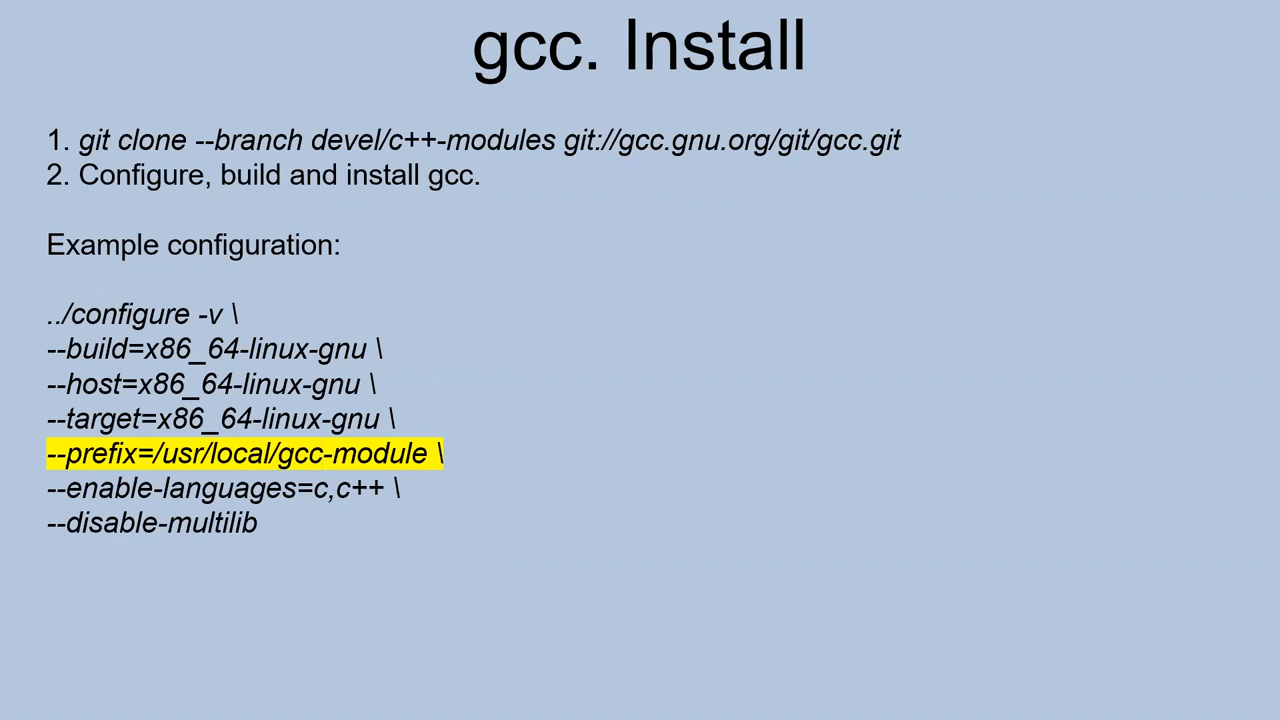 gcc. Install
1. git clone --branch devel/c++-modules git://gcc.gnu.org/git/gcc.git
2. Configure, build and install gcc.
Example configuration:
../configure -v \
--build=x86_64-linux-gnu \
--host=x86_64-linux-gnu \
--target=x86_64-linux-gnu \
--prefix=/usr/local/gcc-module \
--enable-languages=c,c++ \
--disable-multilib